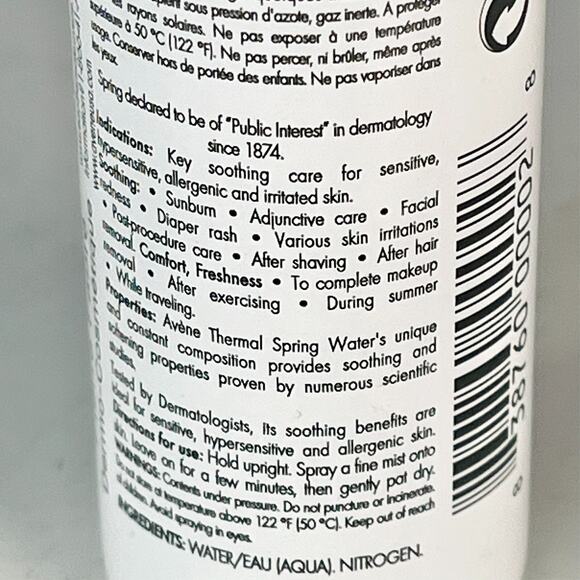 sous pression d'azote, gaz inerte. A protéger
rayons solaires. Ne pas exposer à une température
à 50 °C (122 °F). Ne pas percer, ni brûler, même après
usage. Conserver hors de portée des enfants. Ne pas vaporiser dans
les yeux.
Spring declared to be of "Public Interest" in dermatology
since 1874.
Indications: Key soothing care for sensitive,
hypersensitive, allergenic and irritated skin.
Soothing: • Sunburn • Adjunctive care • Facial
redness • Diaper rash • Various skin irritations
• Post-procedure care • After shaving • After hair
removal. Comfort, Freshness • To complete makeup
removal • After exercising • During summer
• While traveling.
Properties: Avène Thermal Spring Water's unique
and constant composition provides soothing and
softening properties proven by numerous scientific
studies.
Tested by Dermatologists, its soothing benefits are
ideal for sensitive, hypersensitive and allergenic skin.
Directions for use: Hold upright. Spray a fine mist onto
skin. Leave on for a few minutes, then gently pat dry.
WARNINGS: Contents under pressure. Do not puncture or incinerate.
Do not store at temperature above 122 °F (50 °C). Keep out of reach
of children. Avoid spraying in eyes.
INGREDIENTS: WATER/EAU (AQUA). NITROGEN.
www.aveneusa.com
8 38760 00002 8